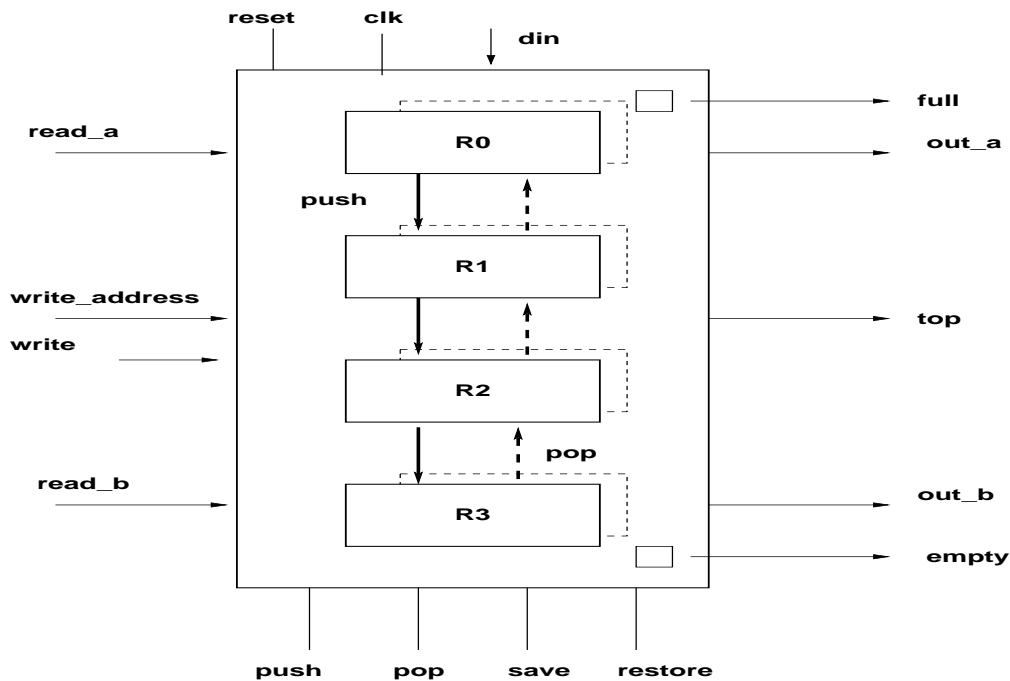 reset
clk
din
full
read_a
out_a
R0
push
R1
write_address
top
write
R2
pop
read_b
out_b
R3
empty
push
pop
save
restore